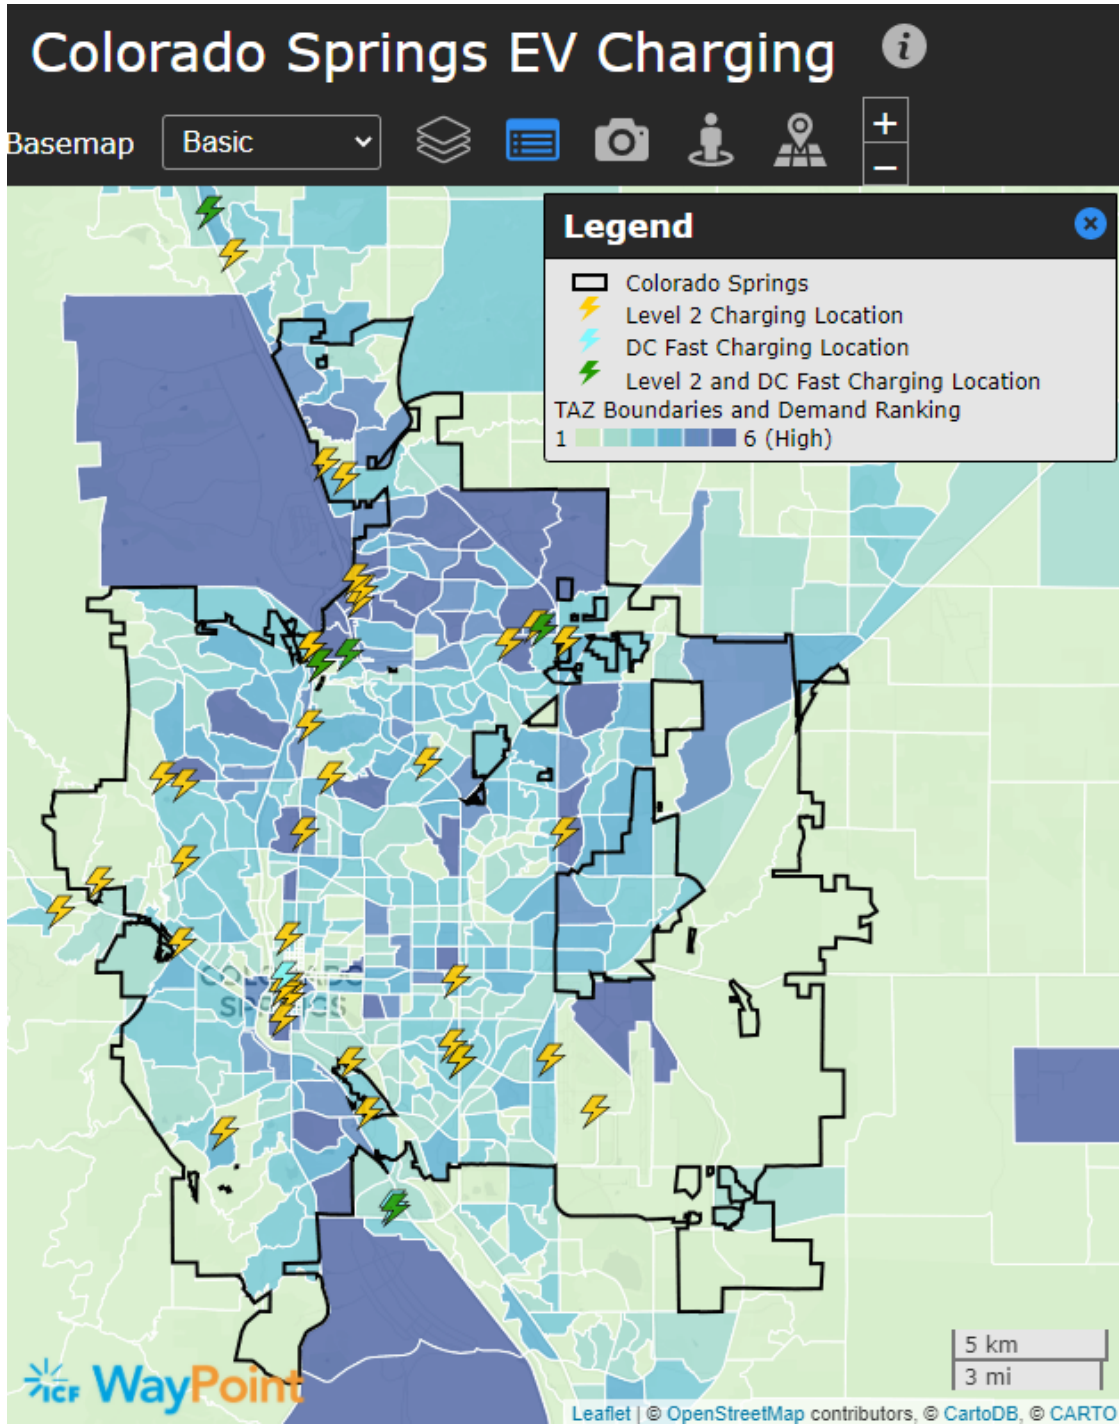 Colorado Springs EV Charging
i
Basemap Basic
+
−
Legend
Colorado Springs
Level 2 Charging Location
DC Fast Charging Location
Level 2 and DC Fast Charging Location
TAZ Boundaries and Demand Ranking
1 6 (High)
COLORADO
SPRINGS
5 km
3 mi
ICF WayPoint
Leaflet | © OpenStreetMap contributors, © CartoDB, © CARTO